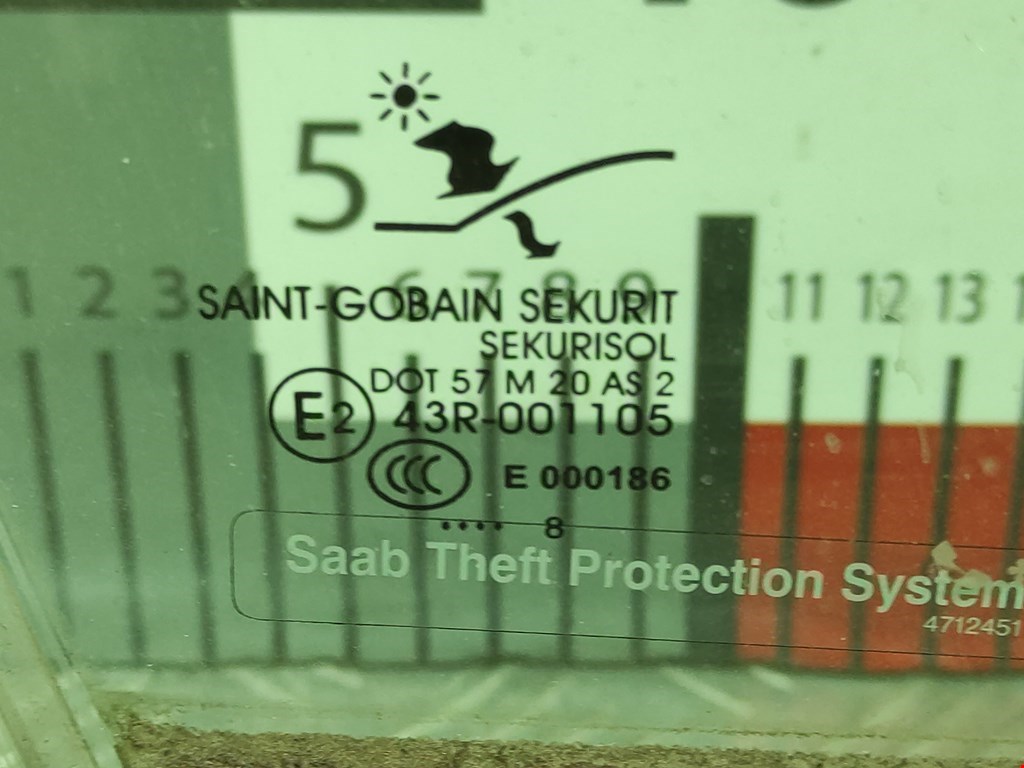 5
1 2 3 4 6 7 8 9 11 12 13
SAINT-GOBAIN SEKURIT
SEKURISOL
DOT 57 M 20 AS 2
E2 43R-001105
CCC E 000186
.... 8
Saab Theft Protection System
4712451